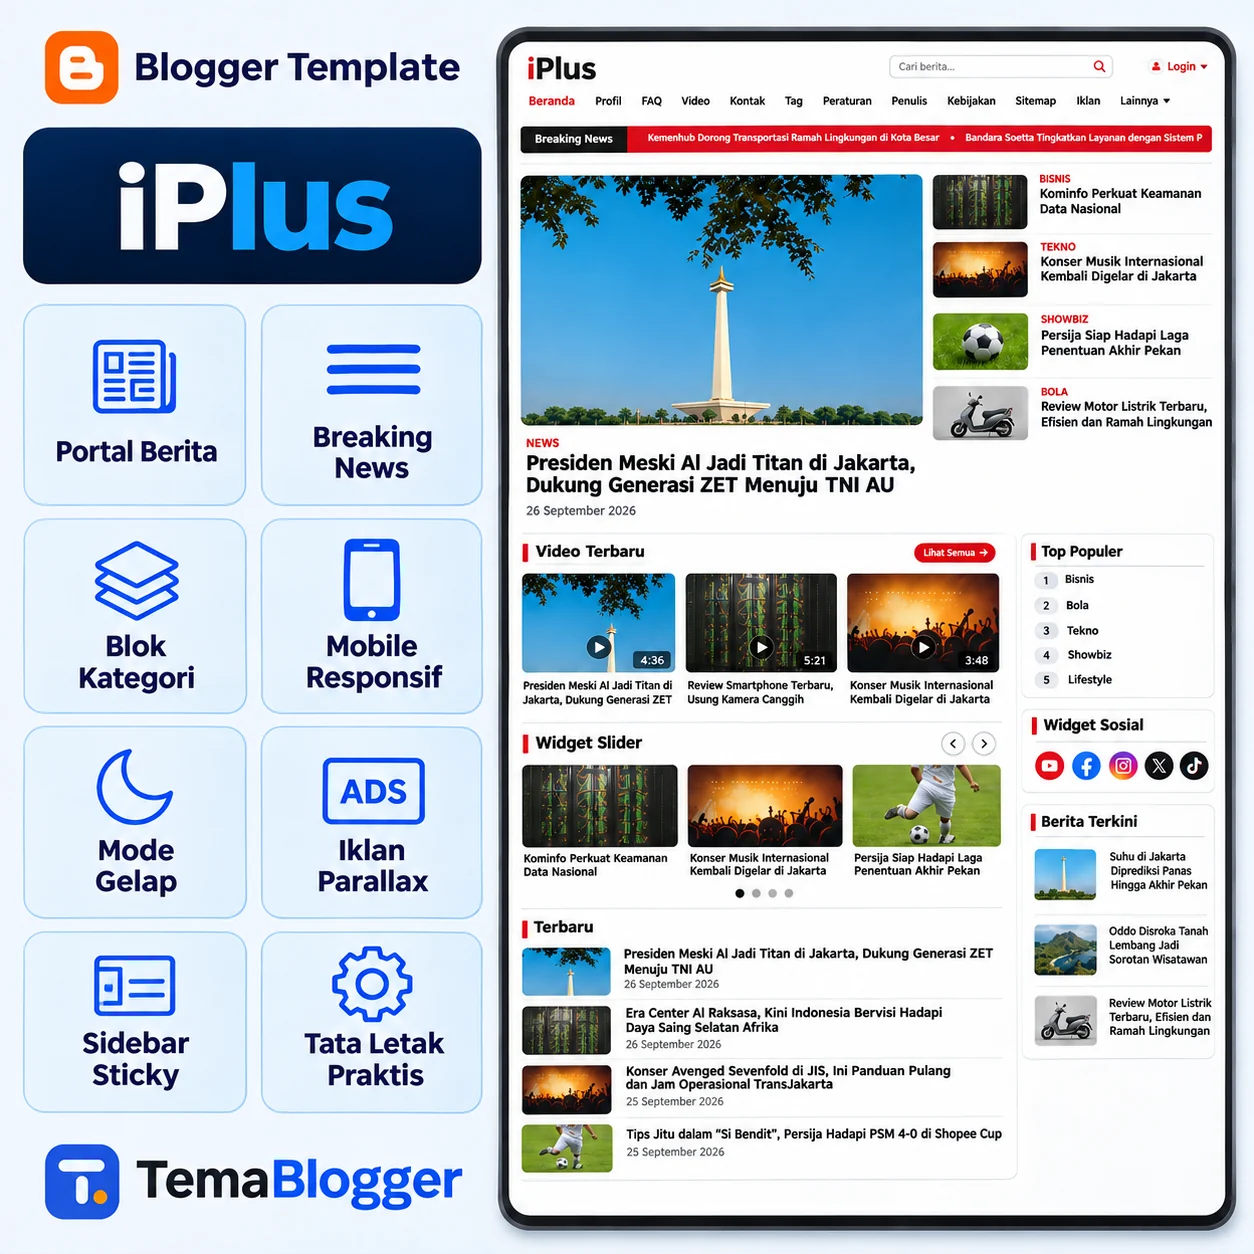 Blogger Template
iPlus
Portal Berita
Breaking
News
Blok
Kategori
Mobile
Responsif
Mode
Gelap
ADS
Iklan
Parallax
Sidebar
Sticky
Tata Letak
Praktis
TemaBlogger
iPlus
Cari berita...
Login
Beranda Profil FAQ Video Kontak Tag Peraturan Penulis Kebijakan Sitemap Iklan Lainnya
Breaking News Kemenhub Dorong Transportasi Ramah Lingkungan di Kota Besar • Bandara Soetta Tingkatkan Layanan dengan Sistem P
NEWS
Presiden Meski Al Jadi Titan di Jakarta,
Dukung Generasi ZET Menuju TNI AU
26 September 2026
BISNIS
Kominfo Perkuat Keamanan
Data Nasional
TEKNO
Konser Musik Internasional
Kembali Digelar di Jakarta
SHOWBIZ
Persija Siap Hadapi Laga
Penentuan Akhir Pekan
BOLA
Review Motor Listrik Terbaru,
Efisien dan Ramah Lingkungan
Video Terbaru
Lihat Semua →
4:36
5:21
3:48
Presiden Meski Al Jadi Titan di
Jakarta, Dukung Generasi ZET
Review Smartphone Terbaru,
Usung Kamera Canggih
Konser Musik Internasional
Kembali Digelar di Jakarta
Widget Slider
Kominfo Perkuat Keamanan
Data Nasional
Konser Musik Internasional
Kembali Digelar di Jakarta
Persija Siap Hadapi Laga
Penentuan Akhir Pekan
Terbaru
Presiden Meski Al Jadi Titan di Jakarta, Dukung Generasi ZET
Menuju TNI AU
26 September 2026
Era Center Al Raksasa, Kini Indonesia Bervisi Hadapi
Daya Saing Selatan Afrika
26 September 2026
Konser Avenged Sevenfold di JIS, Ini Panduan Pulang
dan Jam Operasional TransJakarta
25 September 2026
Tips Jitu dalam "Si Bendit", Persija Hadapi PSM 4-0 di Shopee Cup
25 September 2026
Top Populer
1 Bisnis
2 Bola
3 Tekno
4 Showbiz
5 Lifestyle
Widget Sosial
Berita Terkini
Suhu di Jakarta
Diprediksi Panas
Hingga Akhir Pekan
Oddo Disroka Tanah
Lembang Jadi
Sorotan Wisatawan
Review Motor Listrik
Terbaru, Efisien dan
Ramah Lingkungan